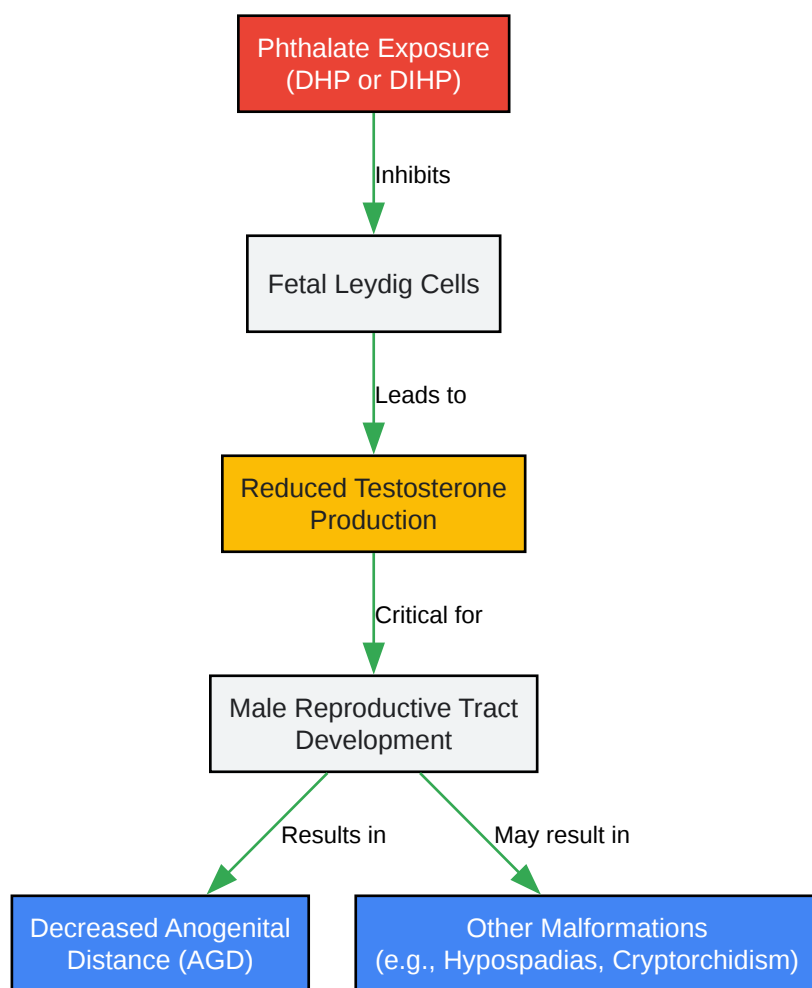 Phthalate Exposure
(DHP or DIHP)
Inhibits
Fetal Leydig Cells
Leads to
Reduced Testosterone
Production
Critical for
Male Reproductive Tract
Development
Results in
May result in
Decreased Anogenital
Distance (AGD)
Other Malformations
(e.g., Hypospadias, Cryptorchidism)